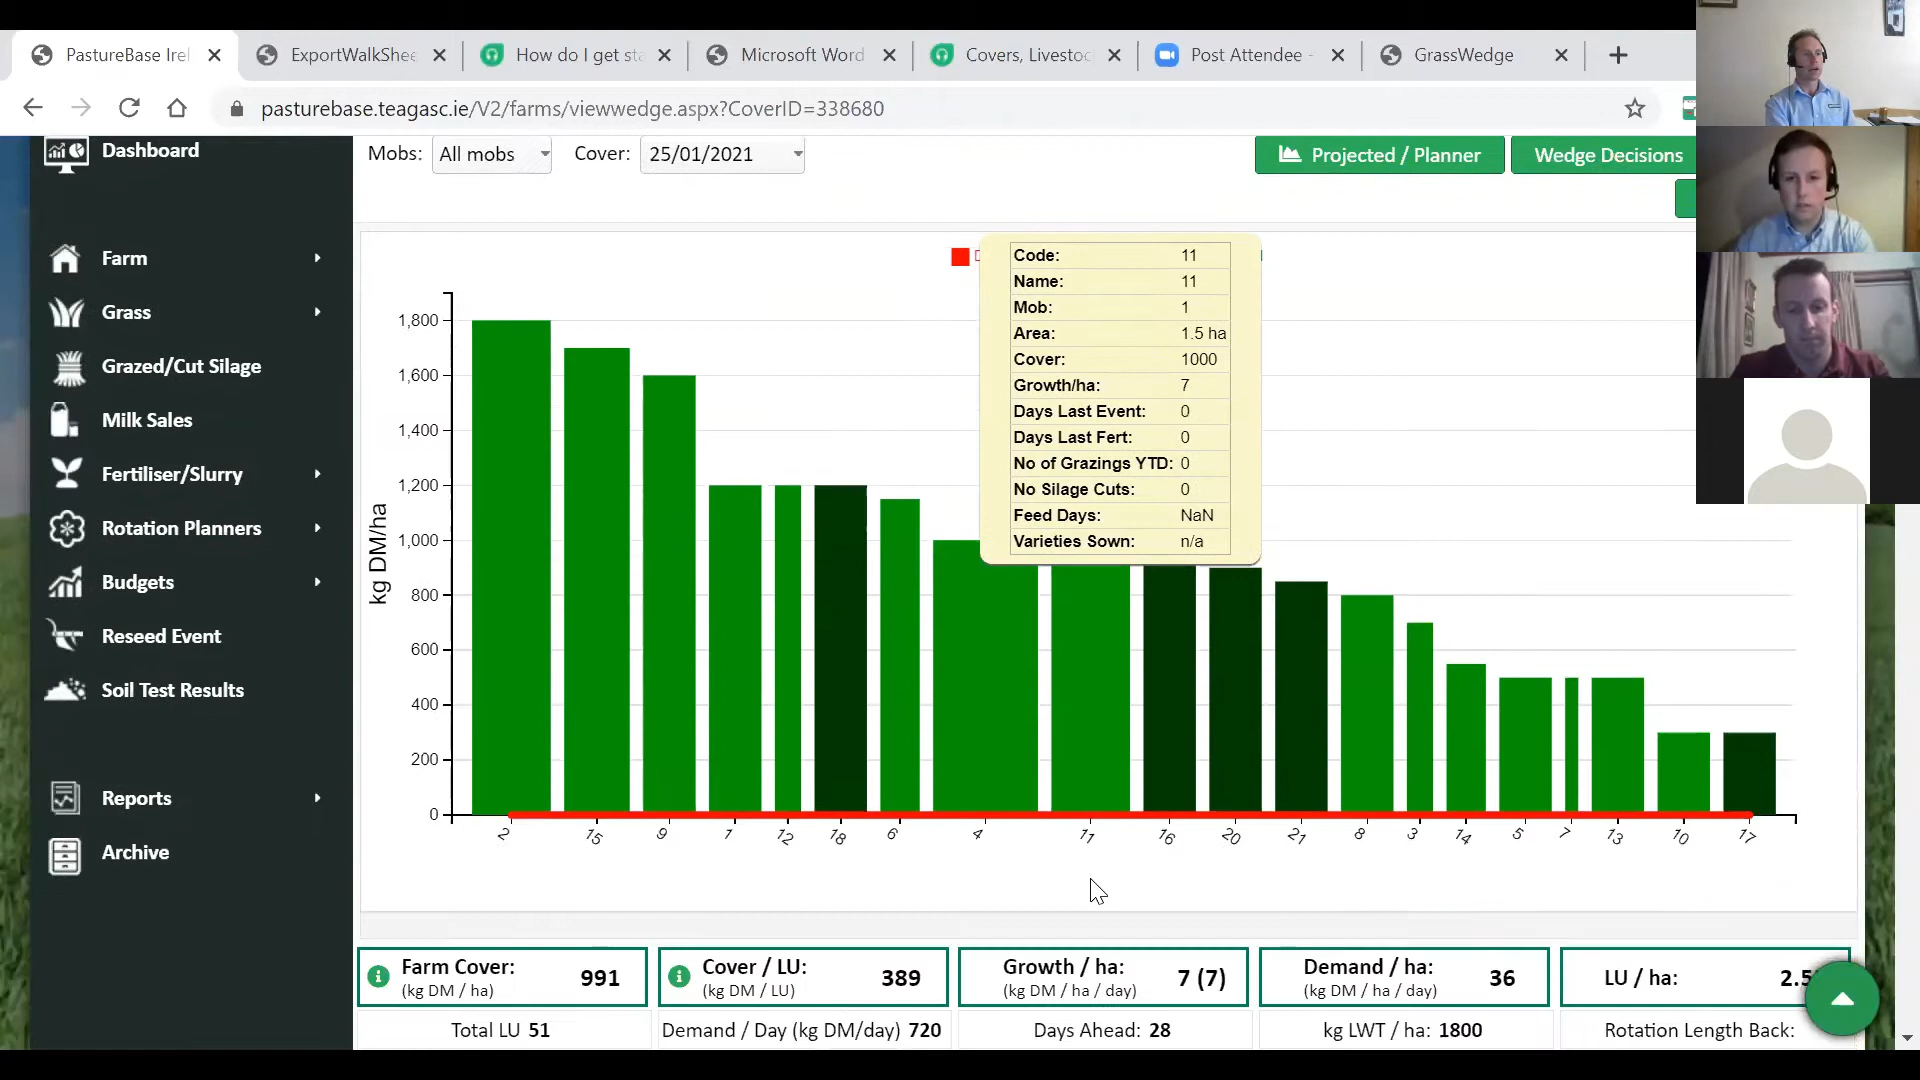 PastureBase Irel
ExportWalkShee
How do I get sta
Microsoft Word
Covers, Livestoc
Post Attendee -
GrassWedge
pasturebase.teagasc.ie/V2/farms/viewwedge.aspx?CoverID=338680
Dashboard
Farm
Grass
Grazed/Cut Silage
Milk Sales
Fertiliser/Slurry
Rotation Planners
Budgets
Reseed Event
Soil Test Results
Reports
Archive
Mobs: All mobs Cover: 25/01/2021
Projected / Planner
Wedge Decisions
Code: 11
Name: 11
Mob: 1
Area: 1.5 ha
Cover: 1000
Growth/ha: 7
Days Last Event: 0
Days Last Fert: 0
No of Grazings YTD: 0
No Silage Cuts: 0
Feed Days: NaN
Varieties Sown: n/a
kg DM/ha
1,800
1,600
1,400
1,200
1,000
800
600
400
200
0
2 15 9 1 12 18 6 4 11 16 20 21 8 3 14 5 7 13 10 17
Farm Cover: 991
(kg DM / ha)
Cover / LU: 389
(kg DM / LU)
Growth / ha: 7 (7)
(kg DM / ha / day)
Demand / ha: 36
(kg DM / ha / day)
LU / ha: 2.5
Total LU 51
Demand / Day (kg DM/day) 720
Days Ahead: 28
kg LWT / ha: 1800
Rotation Length Back: